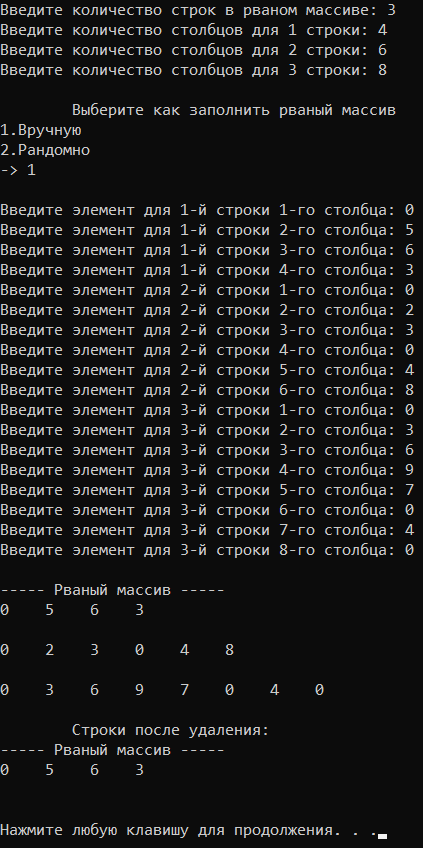 Введите количество строк в рваном массиве: 3
Введите количество столбцов для 1 строки: 4
Введите количество столбцов для 2 строки: 6
Введите количество столбцов для 3 строки: 8
Выберите как заполнить рваный массив
1.Вручную
2.Рандомно
-> 1
Введите элемент для 1-й строки 1-го столбца: 0
Введите элемент для 1-й строки 2-го столбца: 5
Введите элемент для 1-й строки 3-го столбца: 6
Введите элемент для 1-й строки 4-го столбца: 3
Введите элемент для 2-й строки 1-го столбца: 0
Введите элемент для 2-й строки 2-го столбца: 2
Введите элемент для 2-й строки 3-го столбца: 3
Введите элемент для 2-й строки 4-го столбца: 0
Введите элемент для 2-й строки 5-го столбца: 4
Введите элемент для 2-й строки 6-го столбца: 8
Введите элемент для 3-й строки 1-го столбца: 0
Введите элемент для 3-й строки 2-го столбца: 3
Введите элемент для 3-й строки 3-го столбца: 6
Введите элемент для 3-й строки 4-го столбца: 9
Введите элемент для 3-й строки 5-го столбца: 7
Введите элемент для 3-й строки 6-го столбца: 0
Введите элемент для 3-й строки 7-го столбца: 4
Введите элемент для 3-й строки 8-го столбца: 0
----- Рваный массив -----
0    5    6    3
0    2    3    0    4    8
0    3    6    9    7    0    4    0
Строки после удаления:
----- Рваный массив -----
0    5    6    3
Нажмите любую клавишу для продолжения. . .